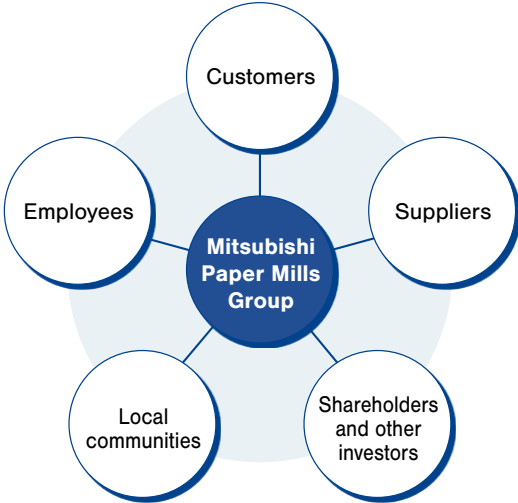 Customers
Employees
Suppliers
Mitsubishi
Paper Mills
Group
Local
communities
Shareholders
and other
investors